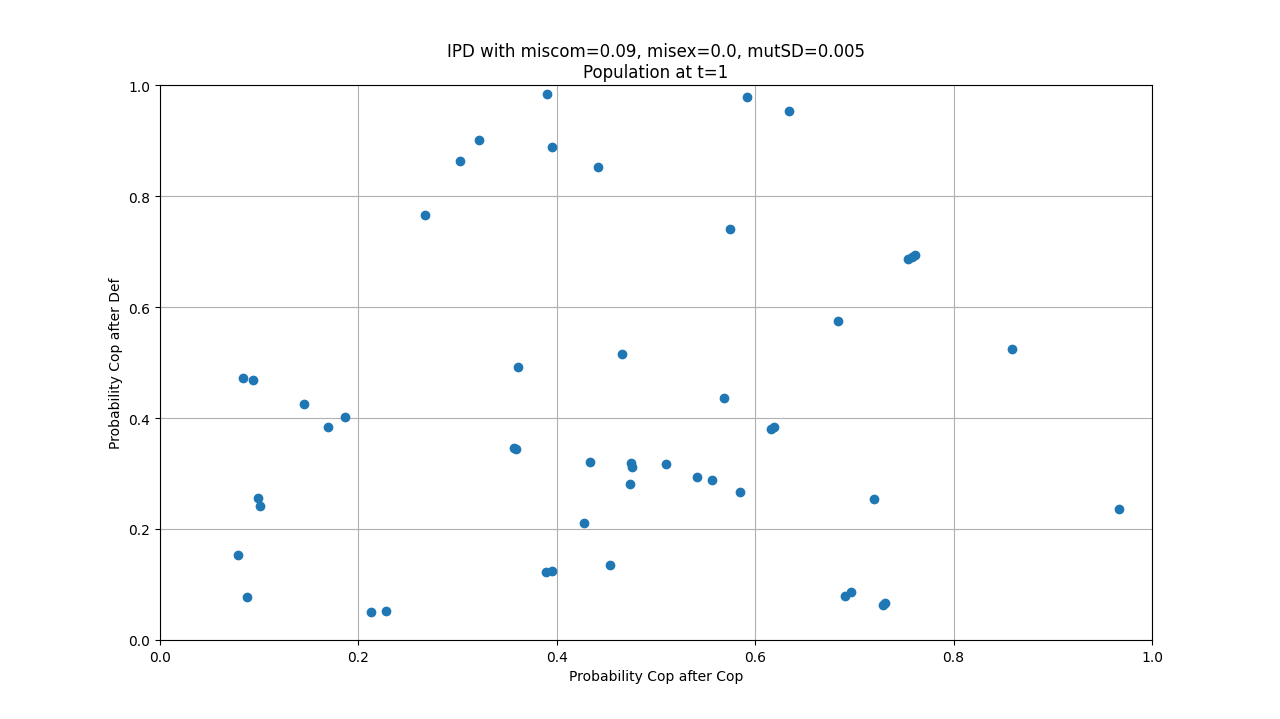 IPD with miscom=0.09, misex=0.0, mutSD=0.005
Population at t=1
1.0
0.8
0.6
0.4
0.2
0.0
Probability Cop after Def
0.0 0.2 0.4 0.6 0.8 1.0
Probability Cop after Cop